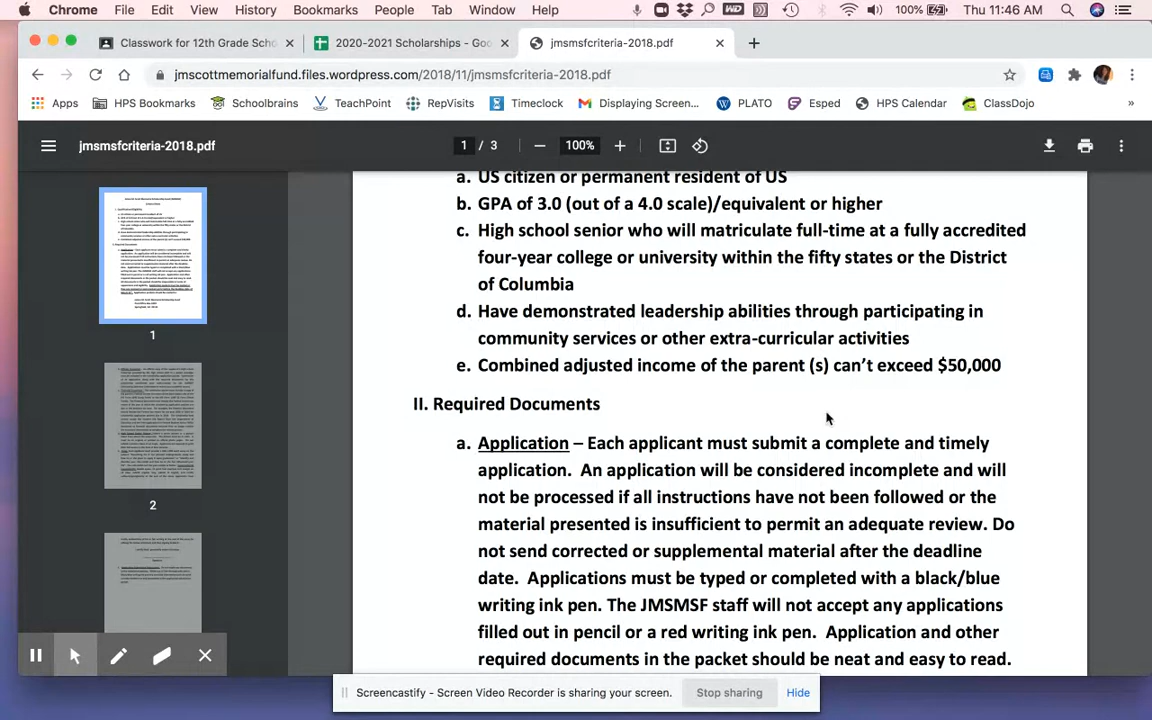 Chrome File Edit View History Bookmarks People Tab Window Help 100% Thu 11:46 AM
Classwork for 12th Grade Scho 2020-2021 Scholarships - Goo jmsmsfcriteria-2018.pdf
jmscottmemorialfund.files.wordpress.com/2018/11/jmsmsfcriteria-2018.pdf
Apps HPS Bookmarks Schoolbrains TeachPoint RepVisits Timeclock Displaying Screen... PLATO Esped HPS Calendar ClassDojo »
jmsmsfcriteria-2018.pdf 1 / 3 100%
a. US citizen or permanent resident of US
b. GPA of 3.0 (out of a 4.0 scale)/equivalent or higher
c. High school senior who will matriculate full-time at a fully accredited
four-year college or university within the fifty states or the District
of Columbia
d. Have demonstrated leadership abilities through participating in
community services or other extra-curricular activities
e. Combined adjusted income of the parent (s) can't exceed $50,000
II. Required Documents
a. Application – Each applicant must submit a complete and timely
application. An application will be considered incomplete and will
not be processed if all instructions have not been followed or the
material presented is insufficient to permit an adequate review. Do
not send corrected or supplemental material after the deadline
date. Applications must be typed or completed with a black/blue
writing ink pen. The JMSMSF staff will not accept any applications
filled out in pencil or a red writing ink pen. Application and other
required documents in the packet should be neat and easy to read.
1
2
Screencastify - Screen Video Recorder is sharing your screen. Stop sharing Hide